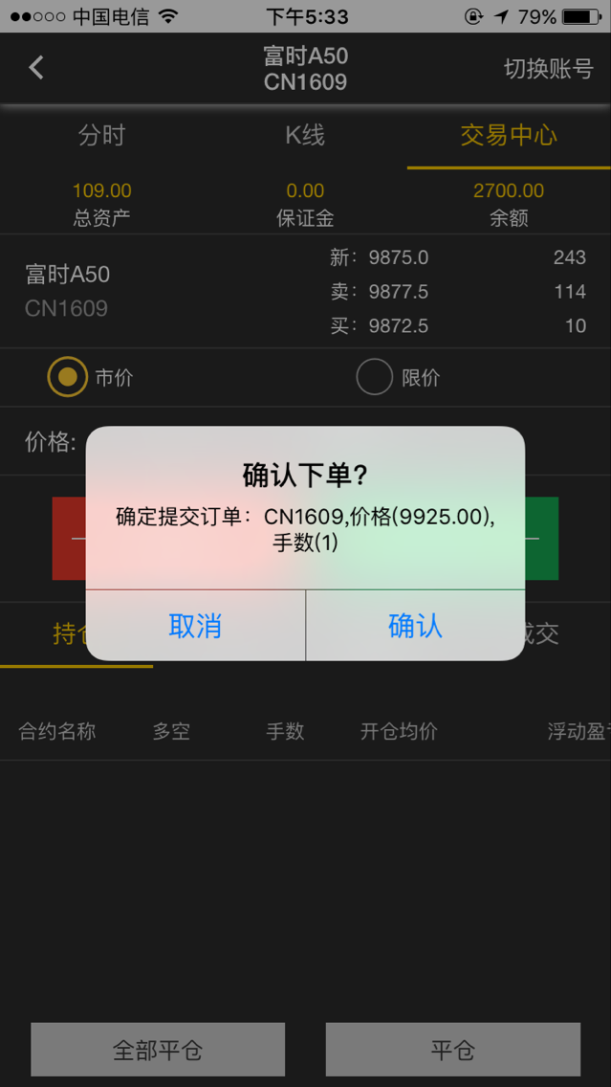 中国电信 下午5:33 79%
富时A50
CN1609
切换账号
分时 K线 交易中心
109.00 0.00 2700.00
总资产 保证金 余额
富时A50
CN1609
新: 9875.0 243
卖: 9877.5 114
买: 9872.5 10
市价 限价
价格:
确认下单?
确定提交订单: CN1609,价格(9925.00),
手数(1)
取消 确认
持仓 成交
合约名称 多空 手数 开仓均价 浮动盈亏
全部平仓 平仓